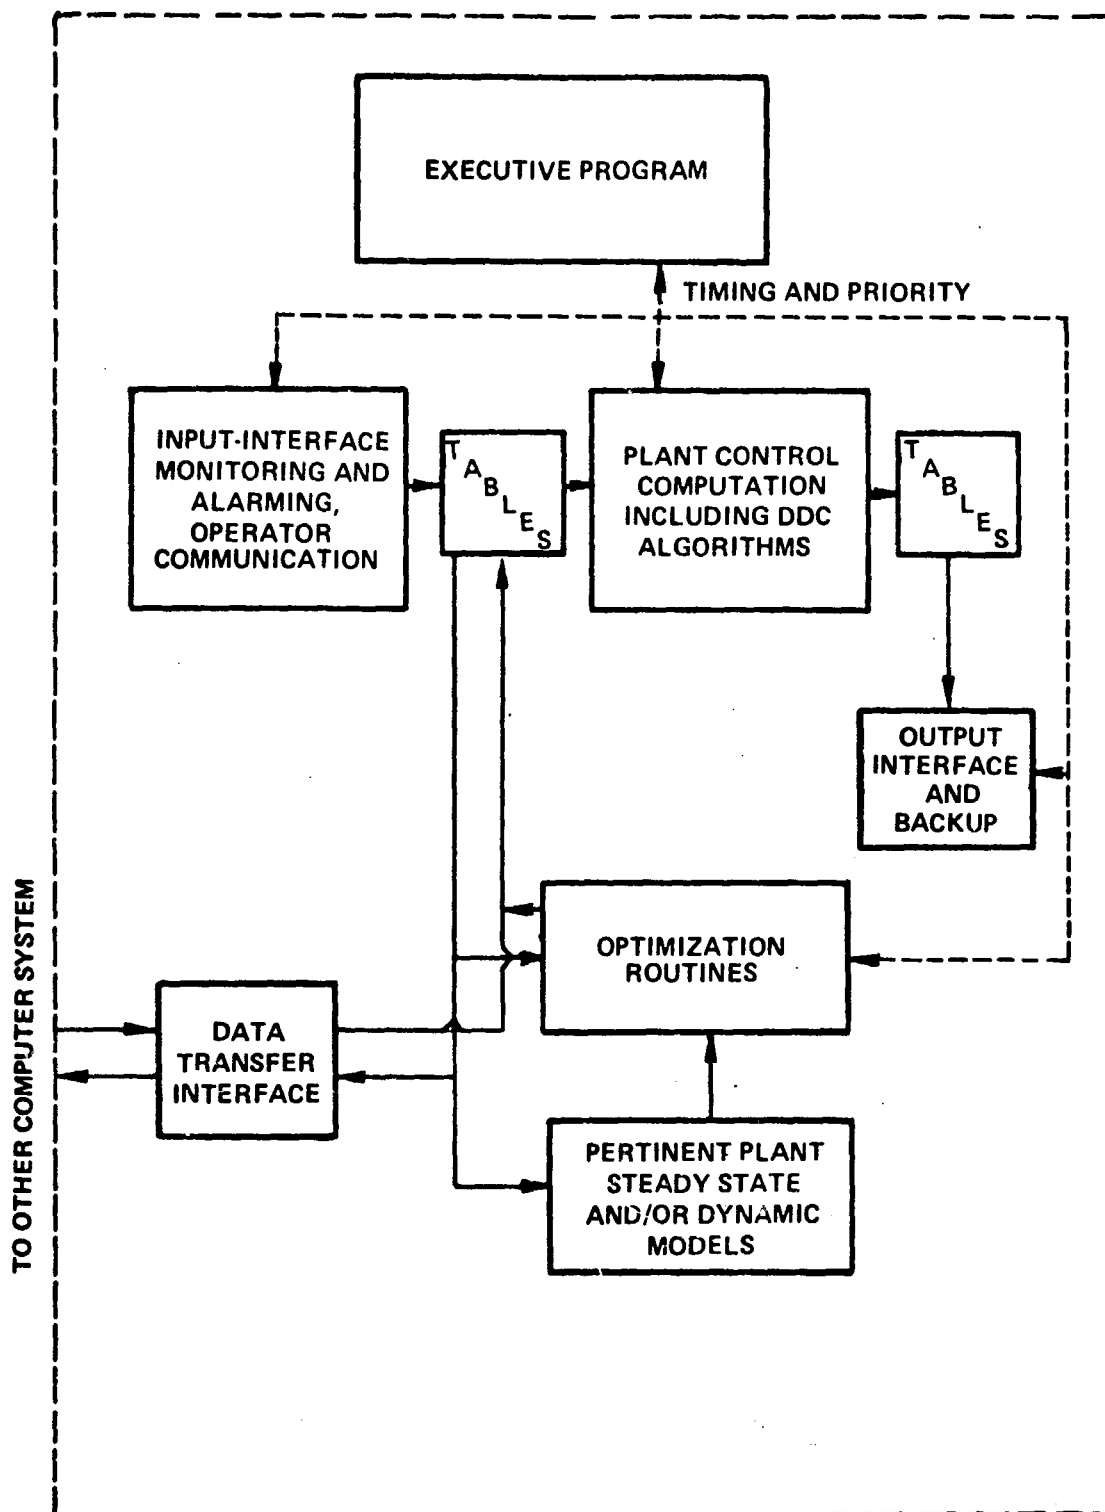 EXECUTIVE PROGRAM
TIMING AND PRIORITY
INPUT-INTERFACE
MONITORING AND
ALARMING,
OPERATOR
COMMUNICATION
TABLES
PLANT CONTROL
COMPUTATION
INCLUDING DDC
ALGORITHMS
TABLES
OUTPUT
INTERFACE
AND
BACKUP
OPTIMIZATION
ROUTINES
TO OTHER COMPUTER SYSTEM
DATA
TRANSFER
INTERFACE
PERTINENT PLANT
STEADY STATE
AND/OR DYNAMIC
MODELS